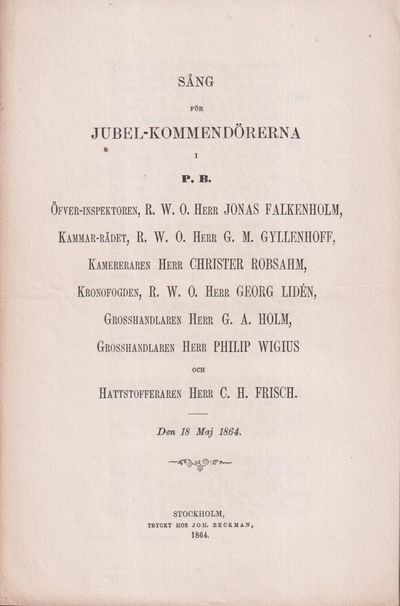 SÅNG
FÖR
JUBEL-KOMMENDÖRERNA
I
P. B.
ÖFVER-INSPEKTOREN, R. W. O. HERR JONAS FALKENHOLM,
KAMMAR-RÅDET, R. W. O. HERR G. M. GYLLENHOFF,
KAMERERAREN HERR CHRISTER ROBSAHM,
KRONOFOGDEN, R. W. O. HERR GEORG LIDÉN,
GROSSHANDLAREN HERR G. A. HOLM,
GROSSHANDLAREN HERR PHILIP WIGIUS
OCH
HATTSTOFFERAREN HERR C. H. FRISCH.
Den 18 Maj 1864.
STOCKHOLM,
TRYCKT HOS JOH. BECKMAN,
1864.